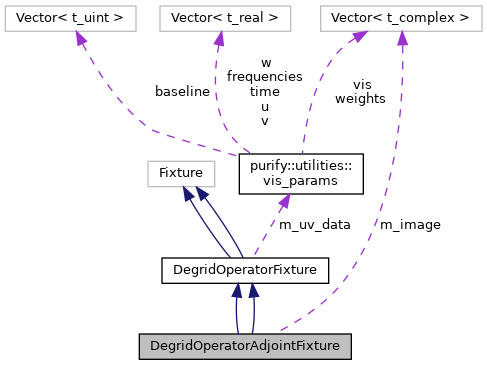 Vector< t_uint >
Vector< t_real >
Vector< t_complex >
baseline
w
frequencies
time
u
v
vis
weights
Fixture
purify::utilities::
vis_params
m_uv_data
m_image
DegridOperatorFixture
DegridOperatorAdjointFixture